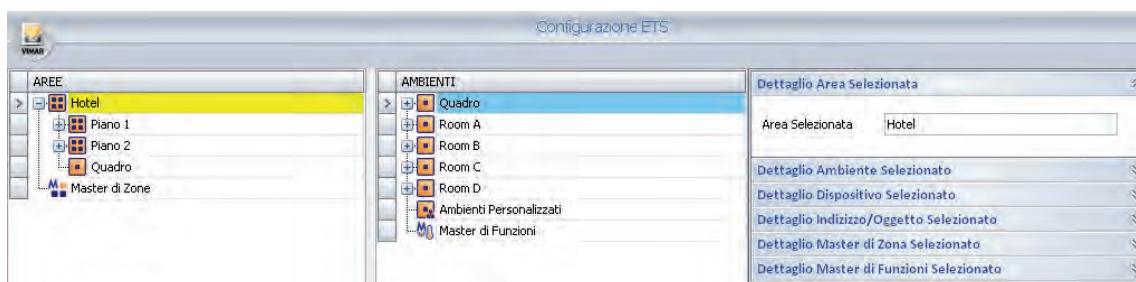 Configurazione ETS
VIMAR
AREE
Hotel
Piano 1
Piano 2
Quadro
Master di Zone
AMBIENTI
Quadro
Room A
Room B
Room C
Room D
Ambienti Personalizzati
Master di Funzioni
Dettaglio Area Selezionata
Area Selezionata Hotel
Dettaglio Ambiente Selezionato
Dettaglio Dispositivo Selezionato
Dettaglio Indizizzo/Oggetto Selezionato
Dettaglio Master di Zona Selezionato
Dettaglio Master di Funzioni Selezionato